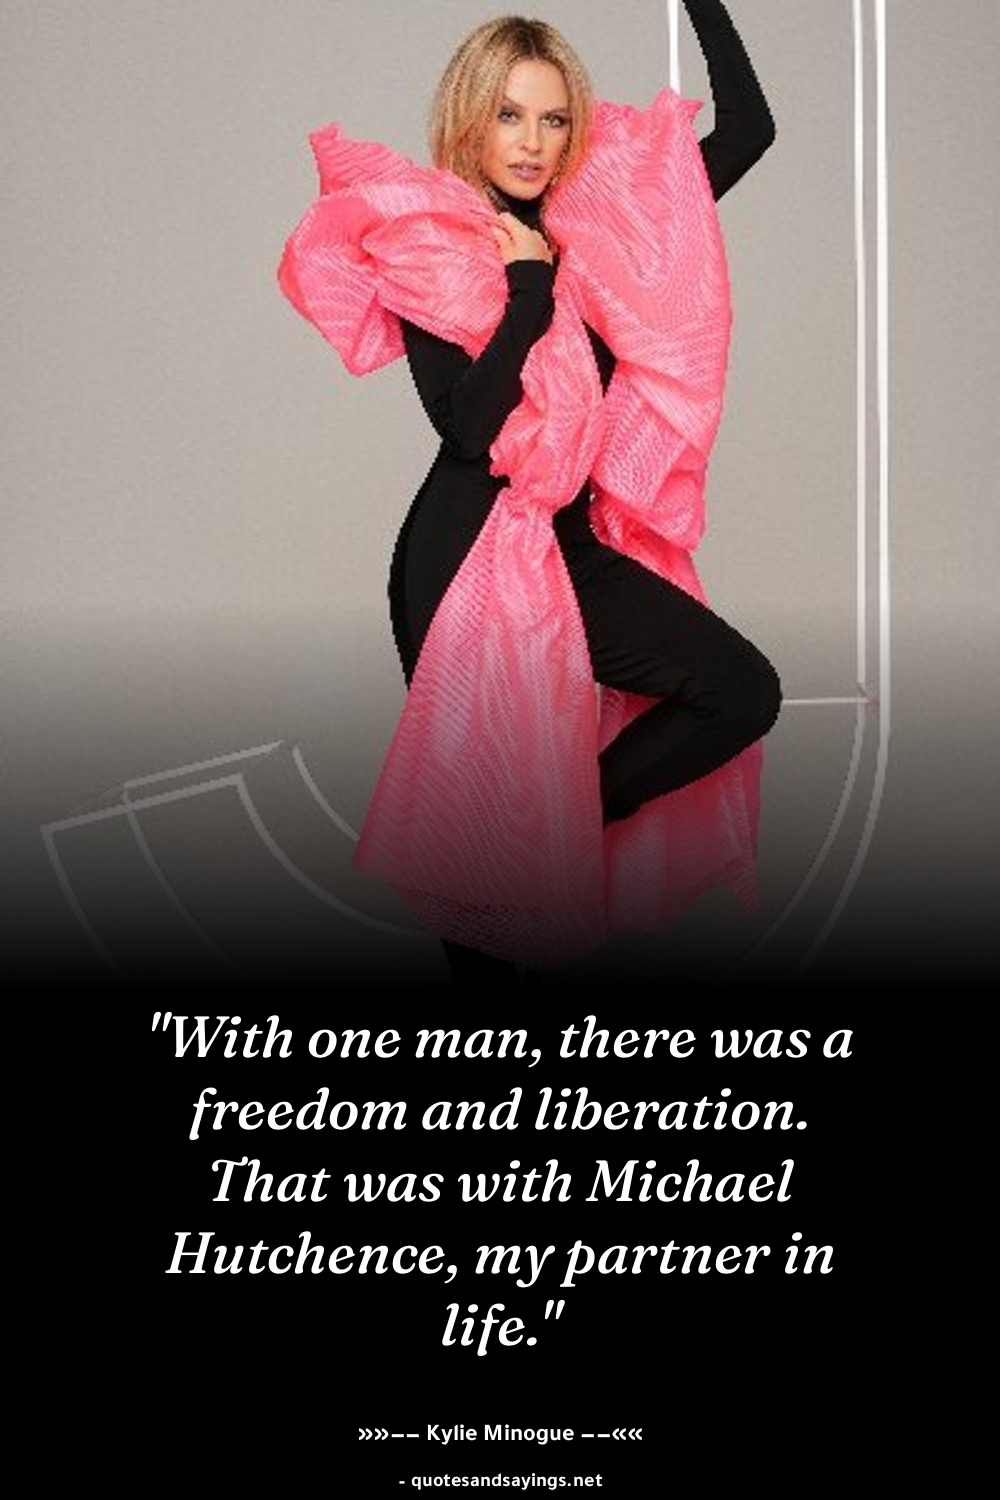 "With one man, there was a
freedom and liberation.
That was with Michael
Hutchence, my partner in
life."
»»–– Kylie Minogue ––««
- quotesandsayings.net